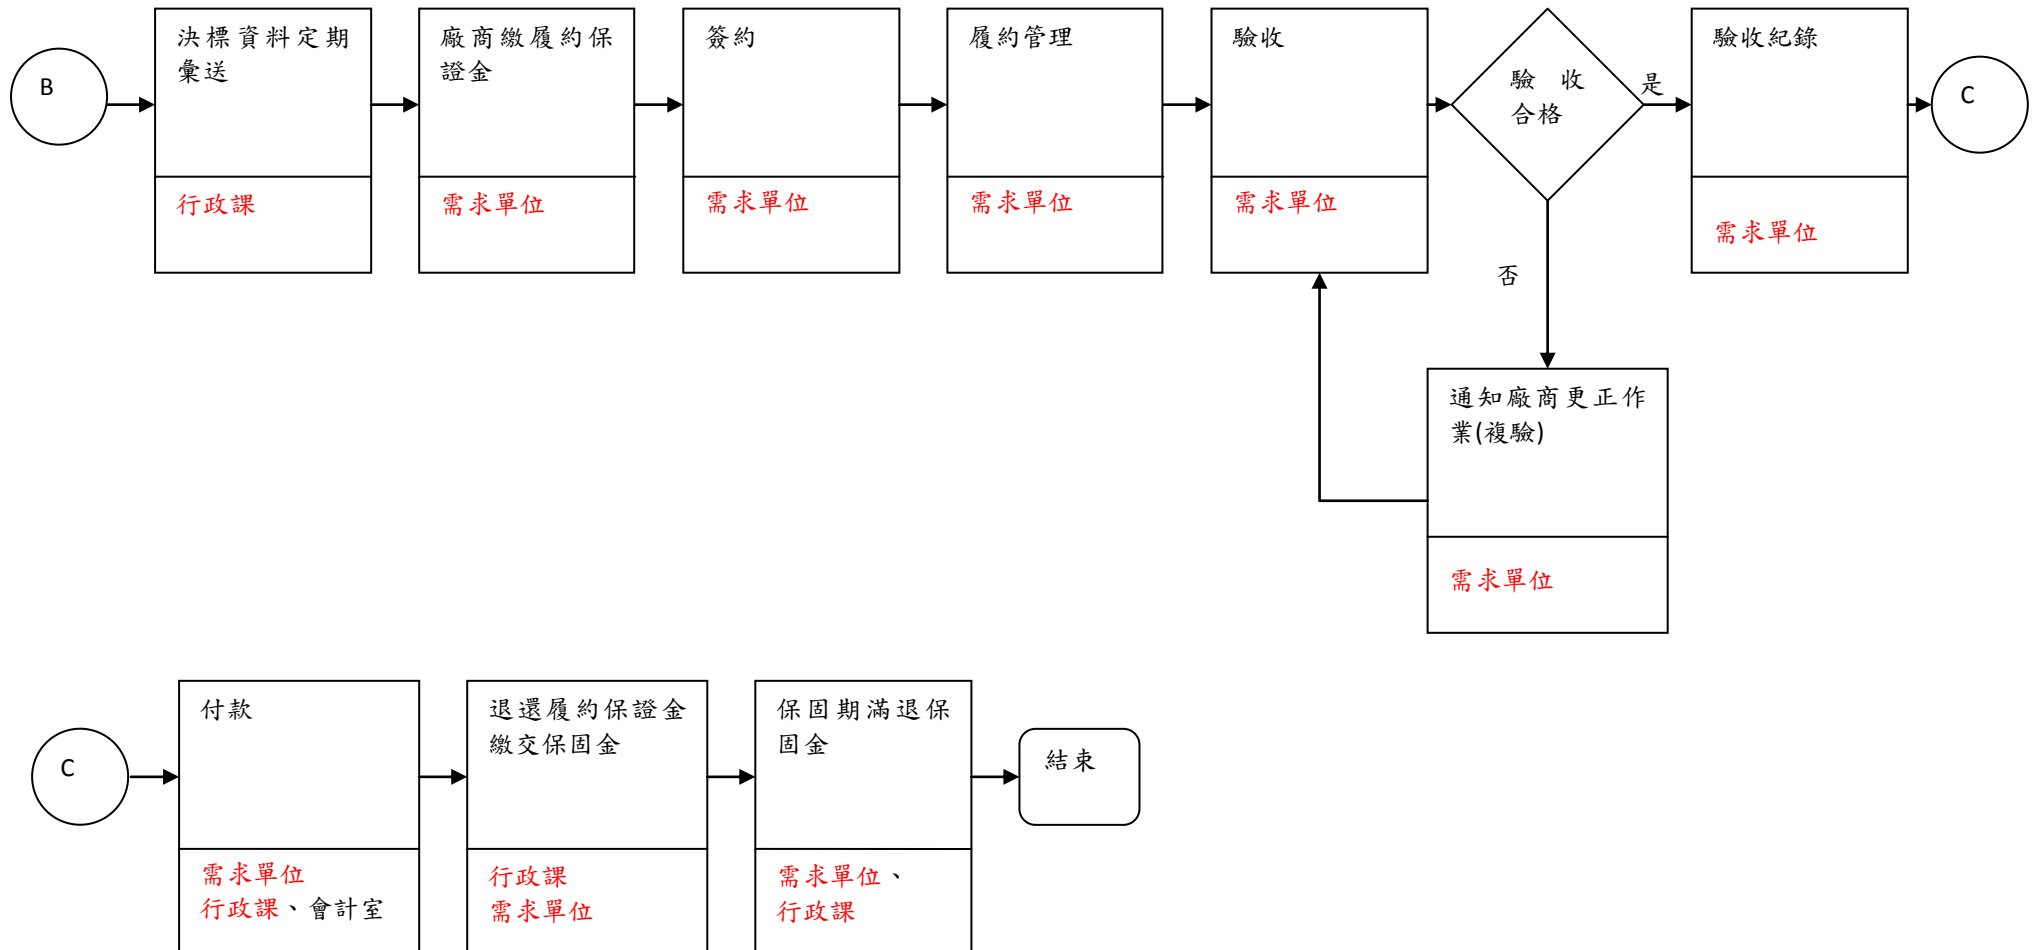 B
決標資料定期
彙送
行政課
廠商繳履約保
證金
需求單位
簽約
需求單位
履約管理
需求單位
驗收
需求單位
驗 收
合格
是
否
驗收紀錄
需求單位
C
通知廠商更正作
業(複驗)
需求單位
C
付款
需求單位
行政課、會計室
退還履約保證金
繳交保固金
行政課
需求單位
保固期滿退保
固金
需求單位、
行政課
結束